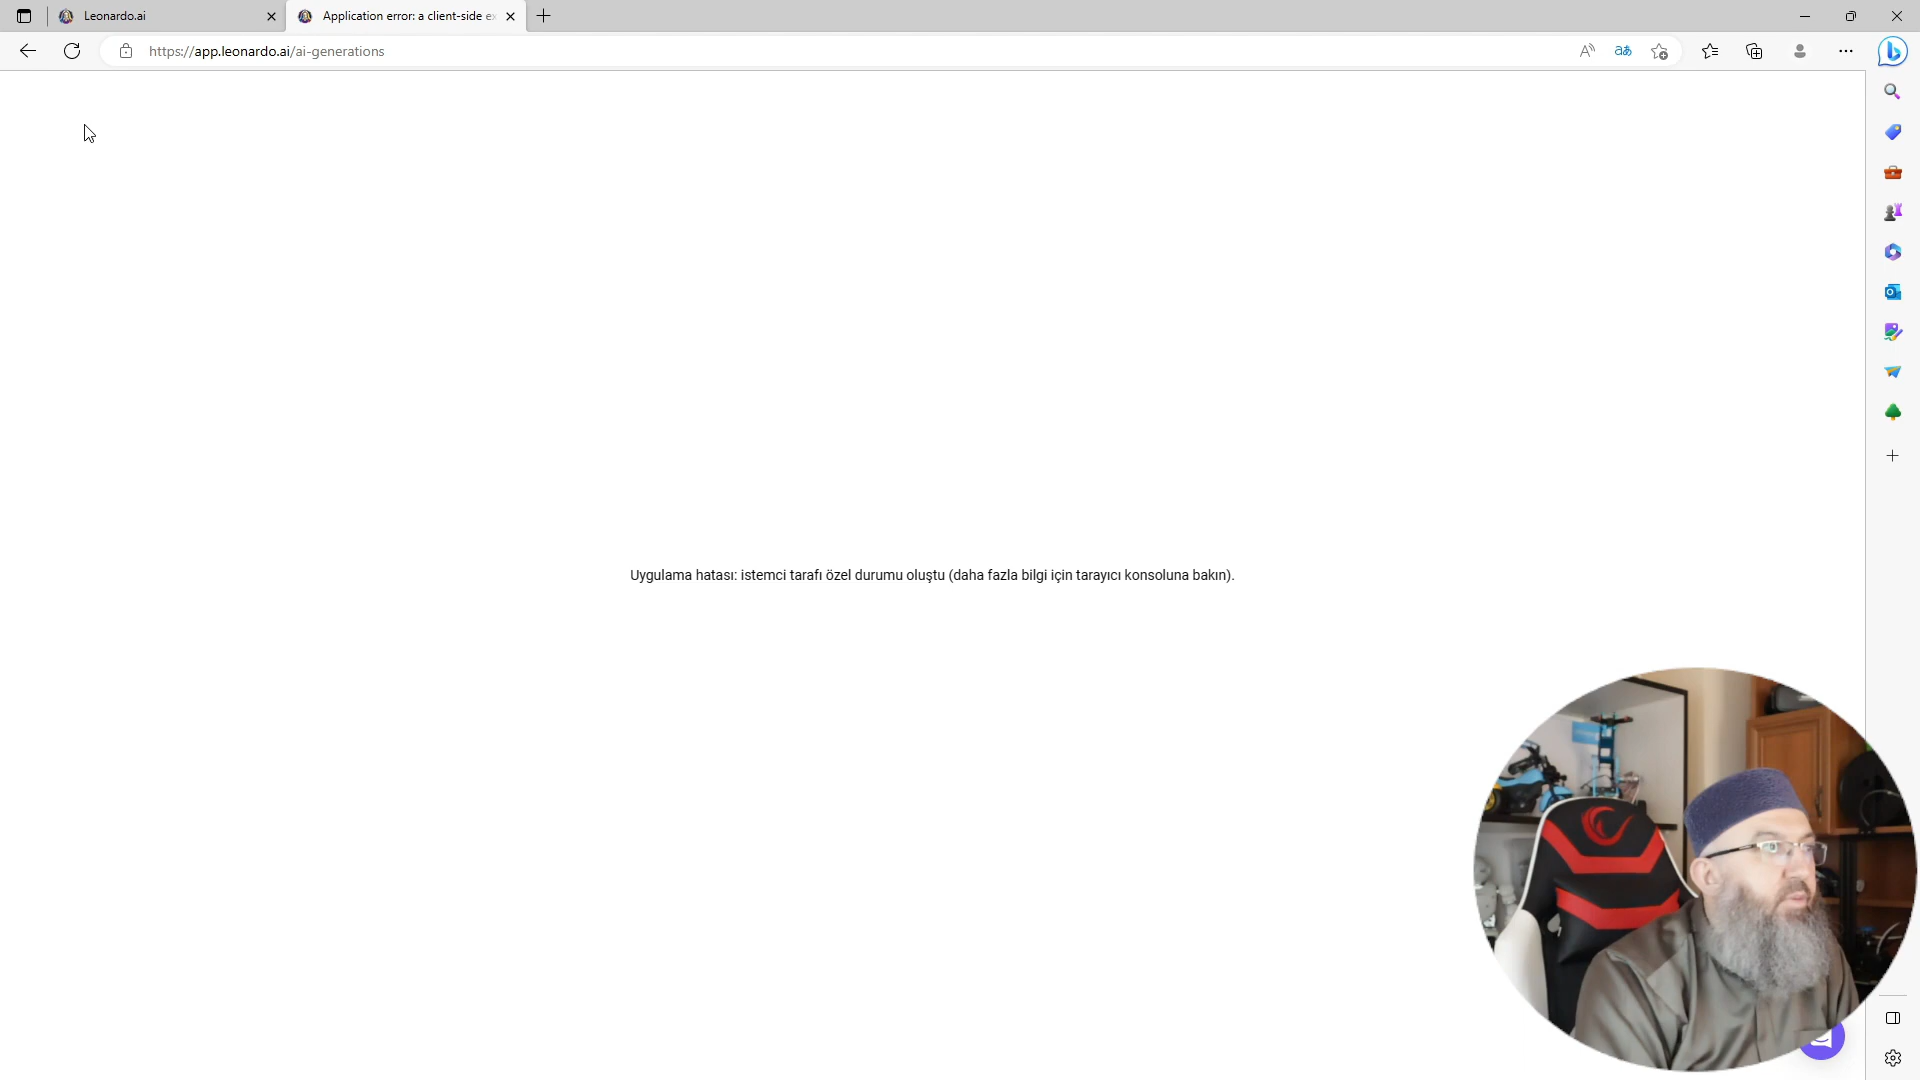 Leonardo.ai
Application error: a client-side ex
https://app.leonardo.ai/ai-generations
Uygulama hatası: istemci tarafı özel durumu oluştu (daha fazla bilgi için tarayıcı konsoluna bakın).